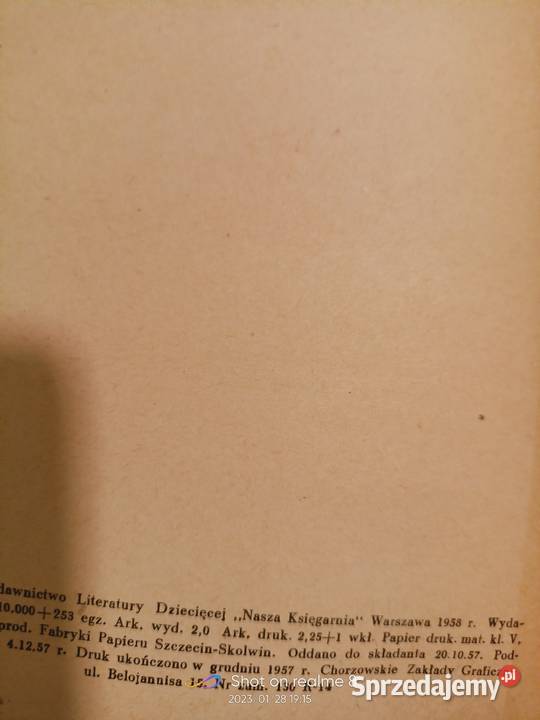 dawnictwo Literatury Dziecięcej „Nasza Księgarnia" Warszawa 1958 r. Wyda-
10.000+253 egz. Ark. wyd. 2,0 Ark. druk. 2,25+1 wkl. Papier druk. mat. kl. V,
prod. Fabryki Papieru Szczecin-Skolwin. Oddano do składania 20.10.57. Pod-
4.12.57 r. Druk ukończono w grudniu 1957 r. Chorzowskie Zakłady Graficz
ul. Belojannisa
Shot on realme 8
2023.01.28 19:15
Sprzedajemy.pl